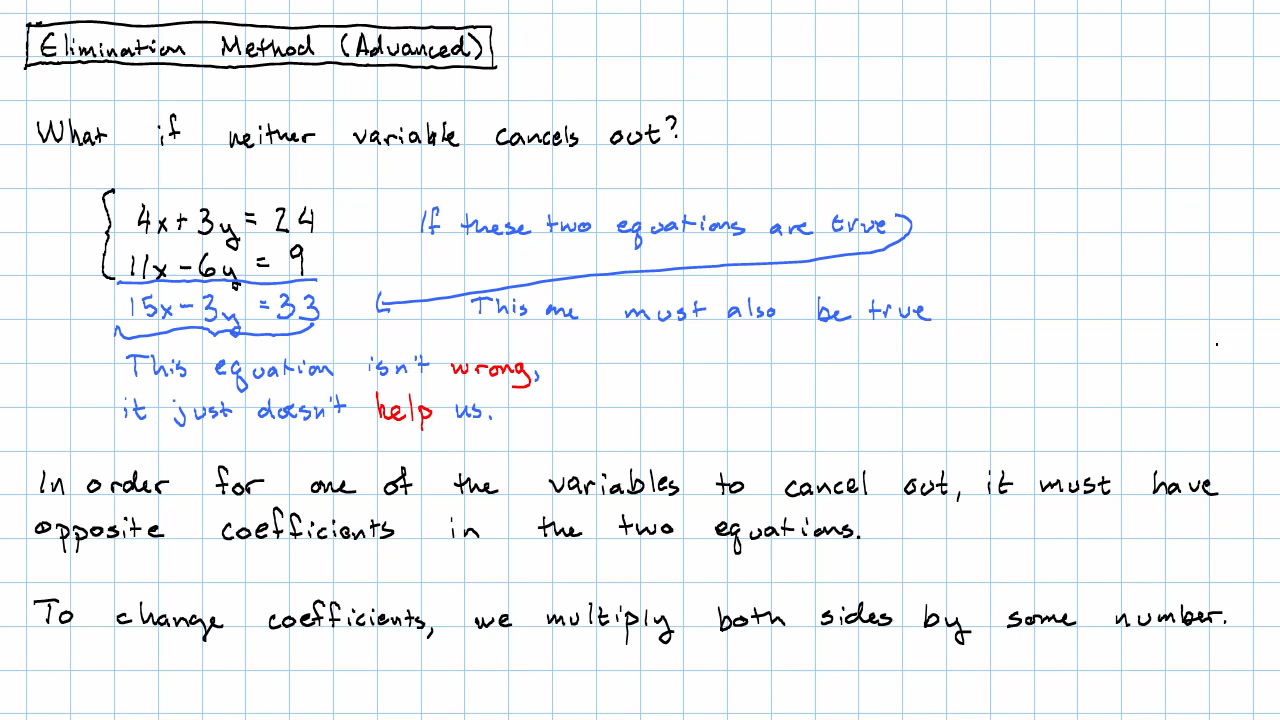 Elimination Method (Advanced)
What if neither variable cancels out?
4x + 3y = 24
If these two equations are true
11x - 6y = 9
15x - 3y = 33
This one must also be true
This equation isn't wrong,
it just doesn't help us.
In order for one of the variables to cancel out, it must have
opposite coefficients in the two equations.
To change coefficients, we multiply both sides by some number.